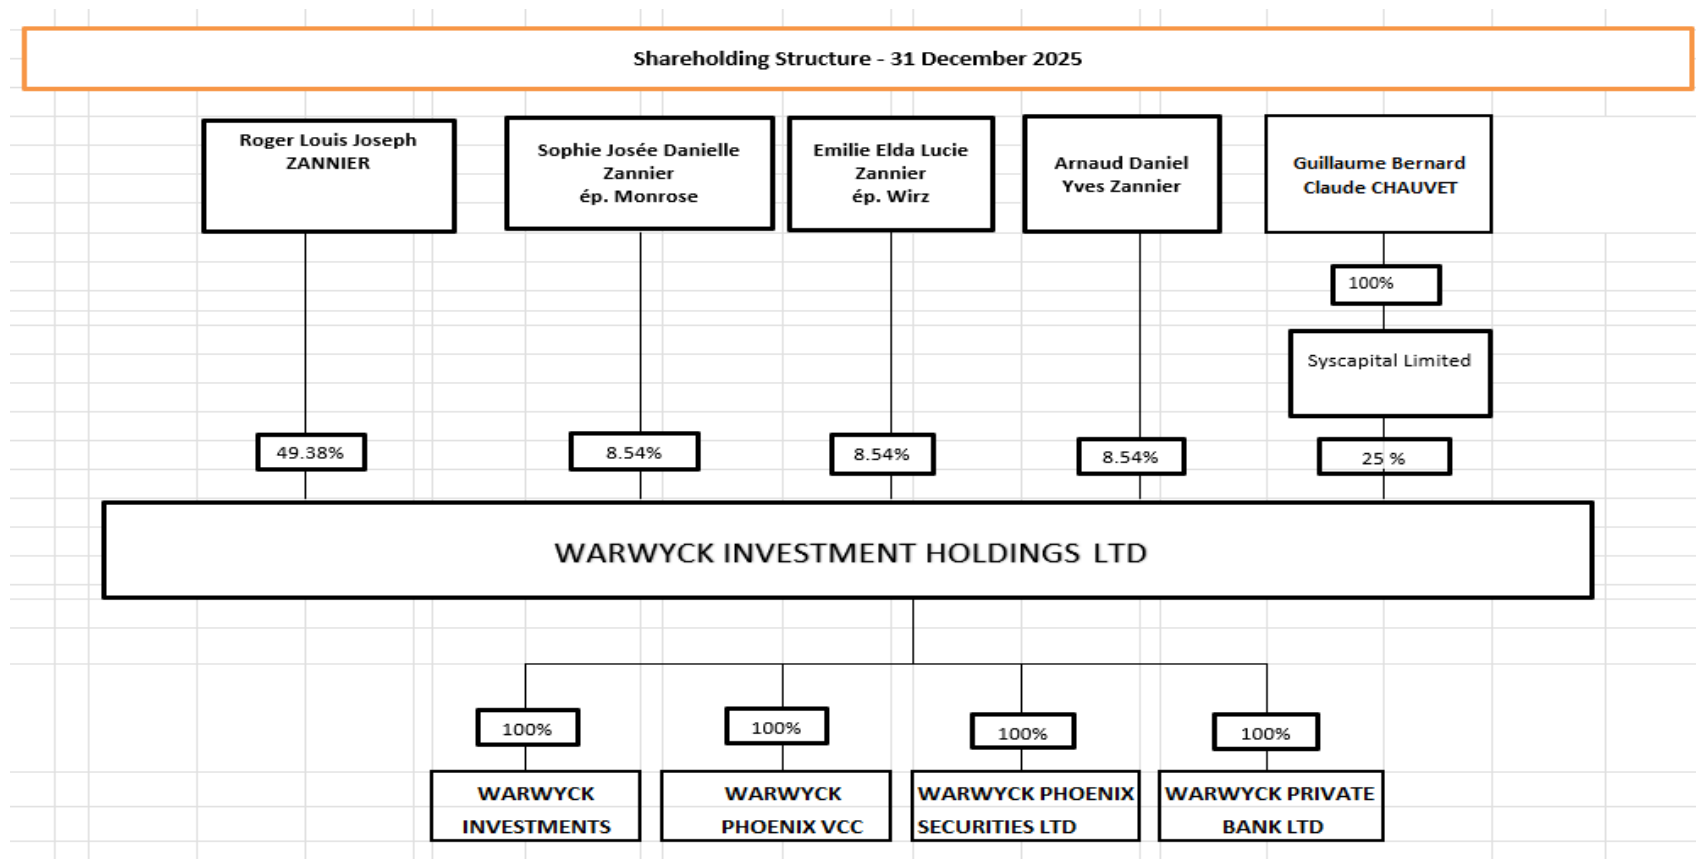 Shareholding Structure - 31 December 2025
Roger Louis Joseph
ZANNIER
Sophie Josée Danielle
Zannier
ép. Monrose
Emilie Elda Lucie
Zannier
ép. Wirz
Arnaud Daniel
Yves Zannier
Guillaume Bernard
Claude CHAUVET
100%
Syscapital Limited
49.38%
8.54%
8.54%
8.54%
25 %
WARWYCK INVESTMENT HOLDINGS LTD
100%
100%
100%
100%
WARWYCK
INVESTMENTS
WARWYCK
PHOENIX VCC
WARWYCK PHOENIX
SECURITIES LTD
WARWYCK PRIVATE
BANK LTD